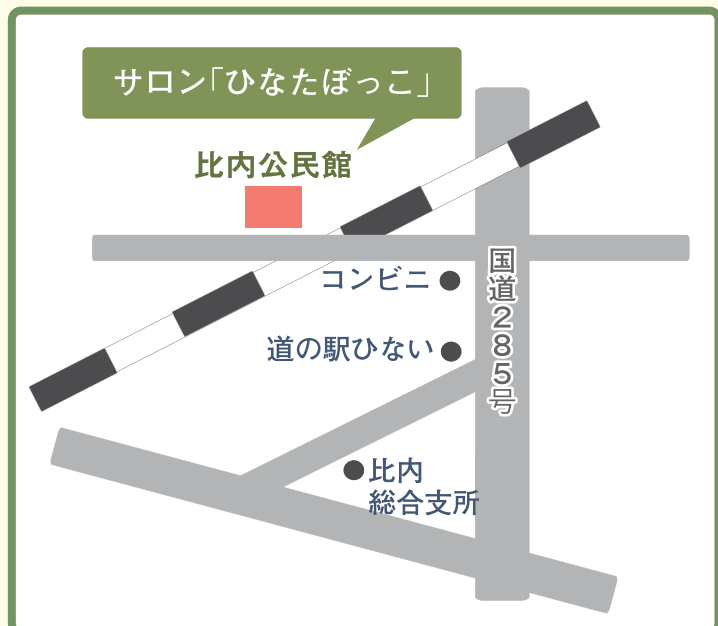 サロン「ひなたぼっこ」
比内公民館
コンビニ
道の駅ひない
国道285号
比内
総合支所